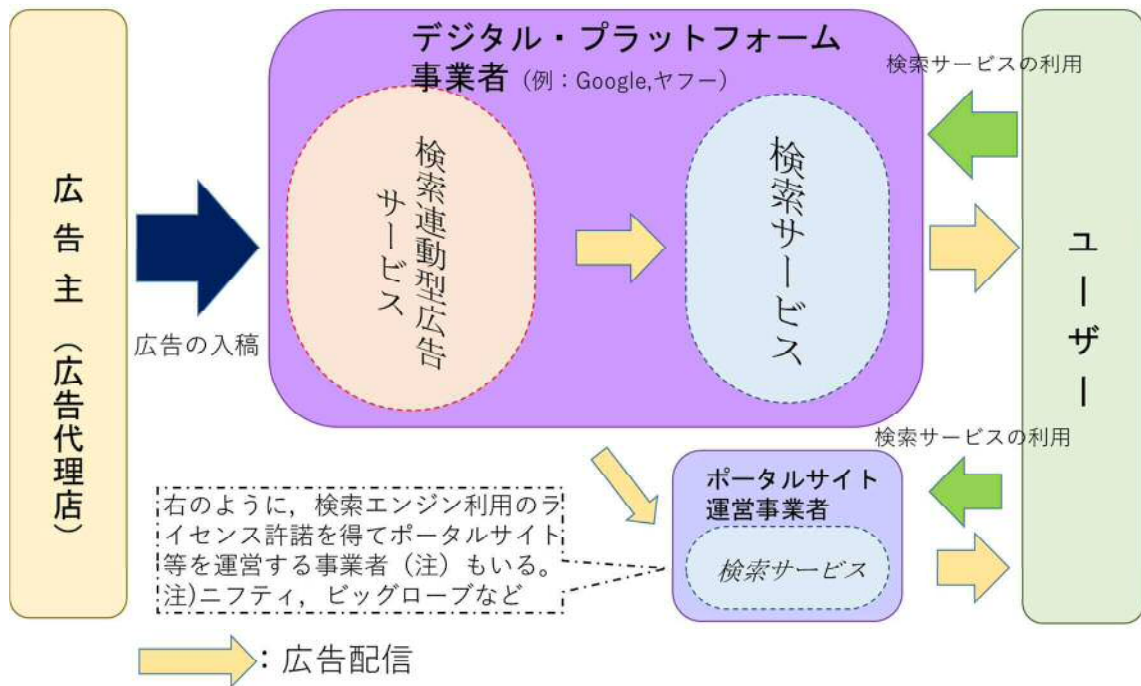 デジタル・プラットフォーム
事業者（例：Google,ヤフー）
検索サービスの利用
広告主（広告代理店）
広告の入稿
検索連動型広告
サービス
検索サービス
ユーザー
検索サービスの利用
ポータルサイト
運営事業者
検索サービス
右のように，検索エンジン利用のラ
イセンス許諾を得てポータルサイト
等を運営する事業者（注）もいる。
注)ニフティ，ビッグローブなど
：広告配信